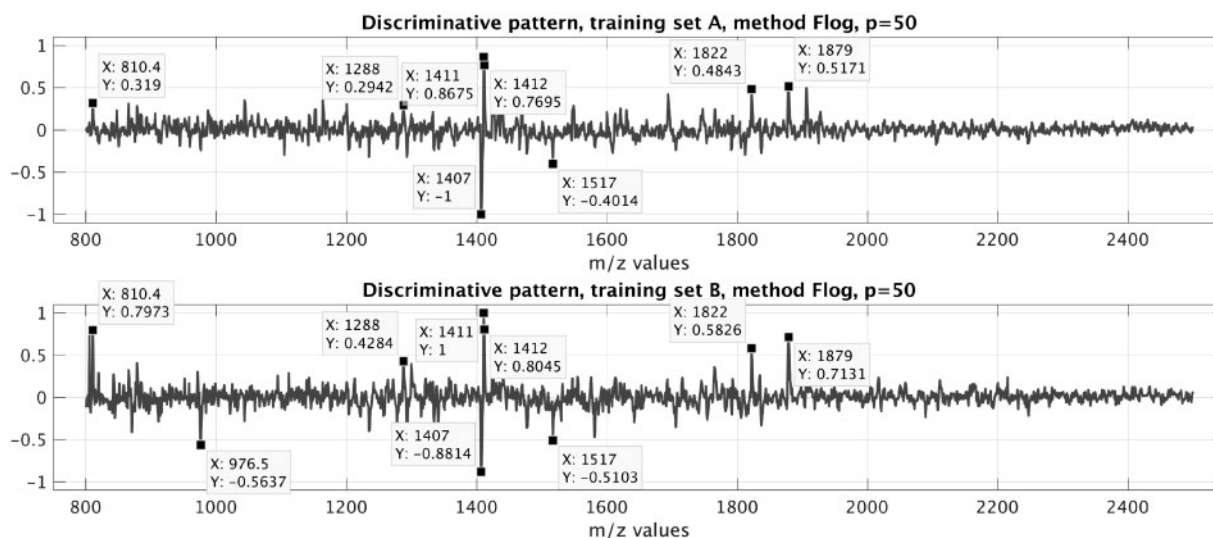 Discriminative pattern, training set A, method Flog, p=50
1
0.5
0
-0.5
-1
X: 810.4
Y: 0.319
X: 1288
Y: 0.2942
X: 1411
Y: 0.8675
X: 1412
Y: 0.7695
X: 1822
Y: 0.4843
X: 1879
Y: 0.5171
X: 1407
Y: -1
X: 1517
Y: -0.4014
800 1000 1200 1400 1600 1800 2000 2200 2400
m/z values
Discriminative pattern, training set B, method Flog, p=50
1
0.5
0
-0.5
-1
X: 810.4
Y: 0.7973
X: 1288
Y: 0.4284
X: 1411
Y: 1
X: 1412
Y: 0.8045
X: 1822
Y: 0.5826
X: 1879
Y: 0.7131
X: 976.5
Y: -0.5637
X: 1407
Y: -0.8814
X: 1517
Y: -0.5103
800 1000 1200 1400 1600 1800 2000 2200 2400
m/z values